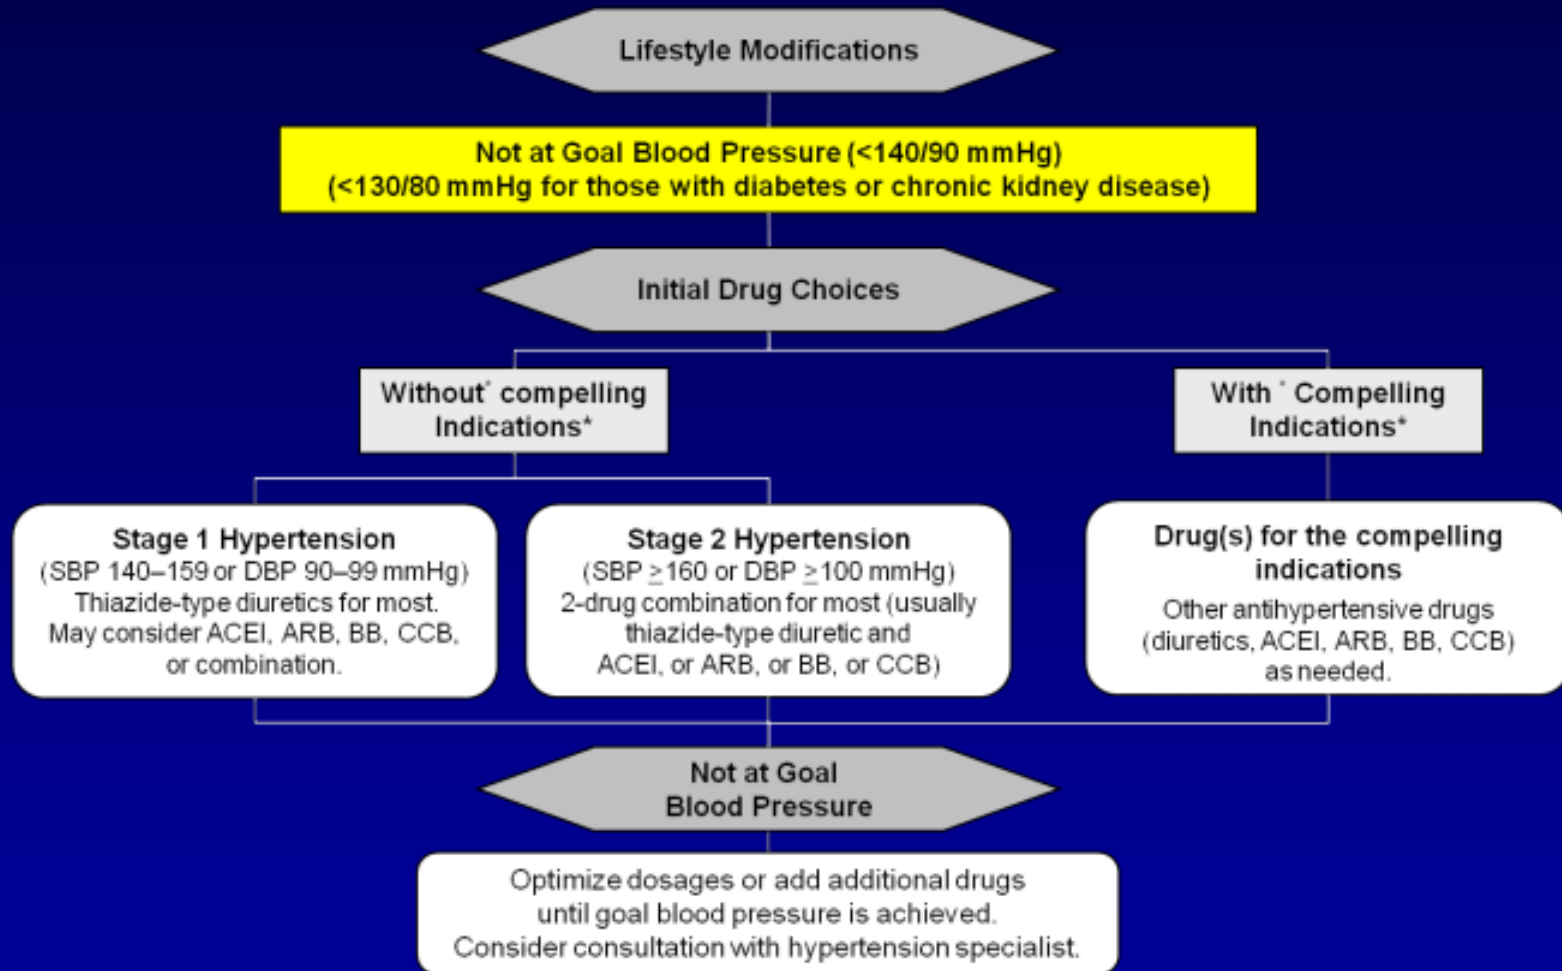 Lifestyle Modifications
Not at Goal Blood Pressure (<140/90 mmHg)
(<130/80 mmHg for those with diabetes or chronic kidney disease)
Initial Drug Choices
Without* compelling
Indications*
With * Compelling
Indications*
Stage 1 Hypertension
(SBP 140–159 or DBP 90–99 mmHg)
Thiazide-type diuretics for most.
May consider ACEI, ARB, BB, CCB,
or combination.
Stage 2 Hypertension
(SBP ≥160 or DBP ≥100 mmHg)
2-drug combination for most (usually
thiazide-type diuretic and
ACEI, or ARB, or BB, or CCB)
Drug(s) for the compelling
indications
Other antihypertensive drugs
(diuretics, ACEI, ARB, BB, CCB)
as needed.
Not at Goal
Blood Pressure
Optimize dosages or add additional drugs
until goal blood pressure is achieved.
Consider consultation with hypertension specialist.